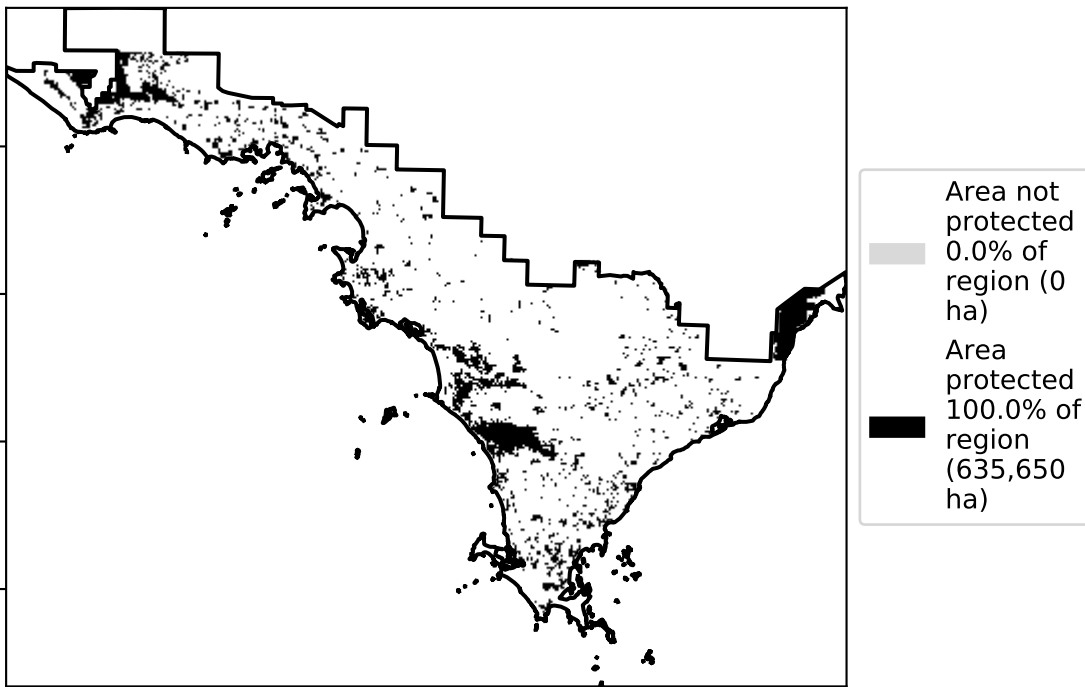 Area not
protected
0.0% of
region (0
ha)
Area
protected
100.0% of
region
(635,650
ha)